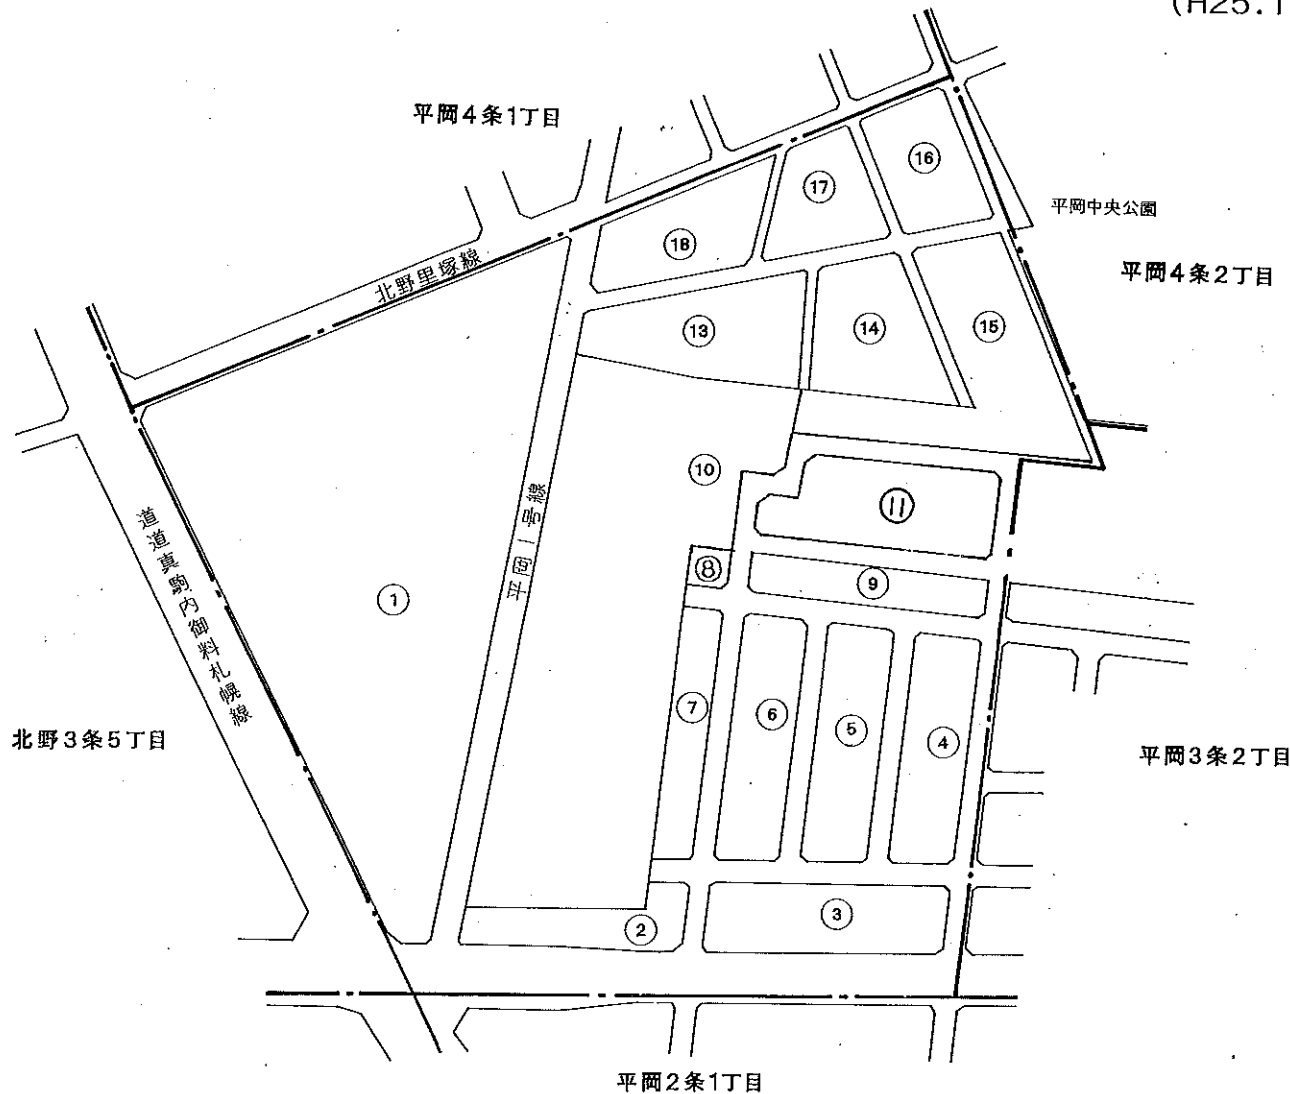 (H25.1
平岡4条1丁目
⑯
⑰
平岡中央公園
⑱
北野里塚線
平岡4条2丁目
⑬
⑭
⑮
⑩
平岡1号線
⑪
道道真駒内御料札幌線
⑧
⑨
①
⑦
⑥
⑤
④
北野3条5丁目
平岡3条2丁目
②
③
平岡2条1丁目